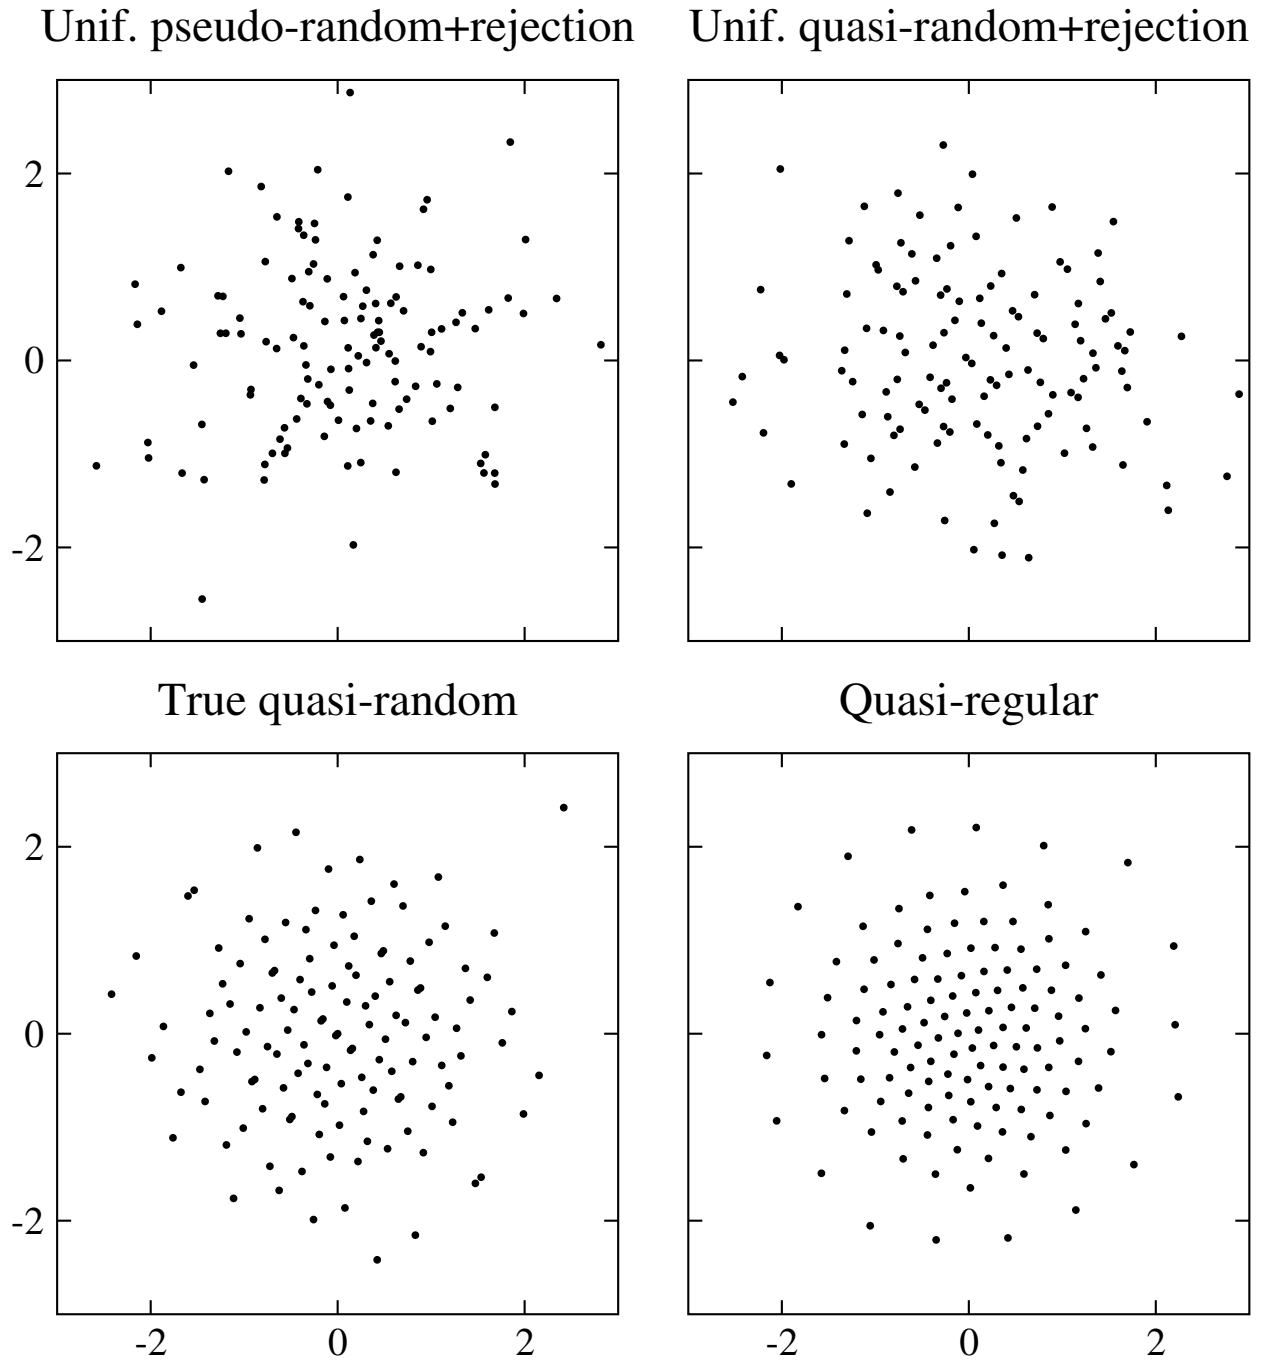 Unif. pseudo-random+rejection
Unif. quasi-random+rejection
2
0
-2
True quasi-random
Quasi-regular
2
0
-2
-2 0 2
-2 0 2